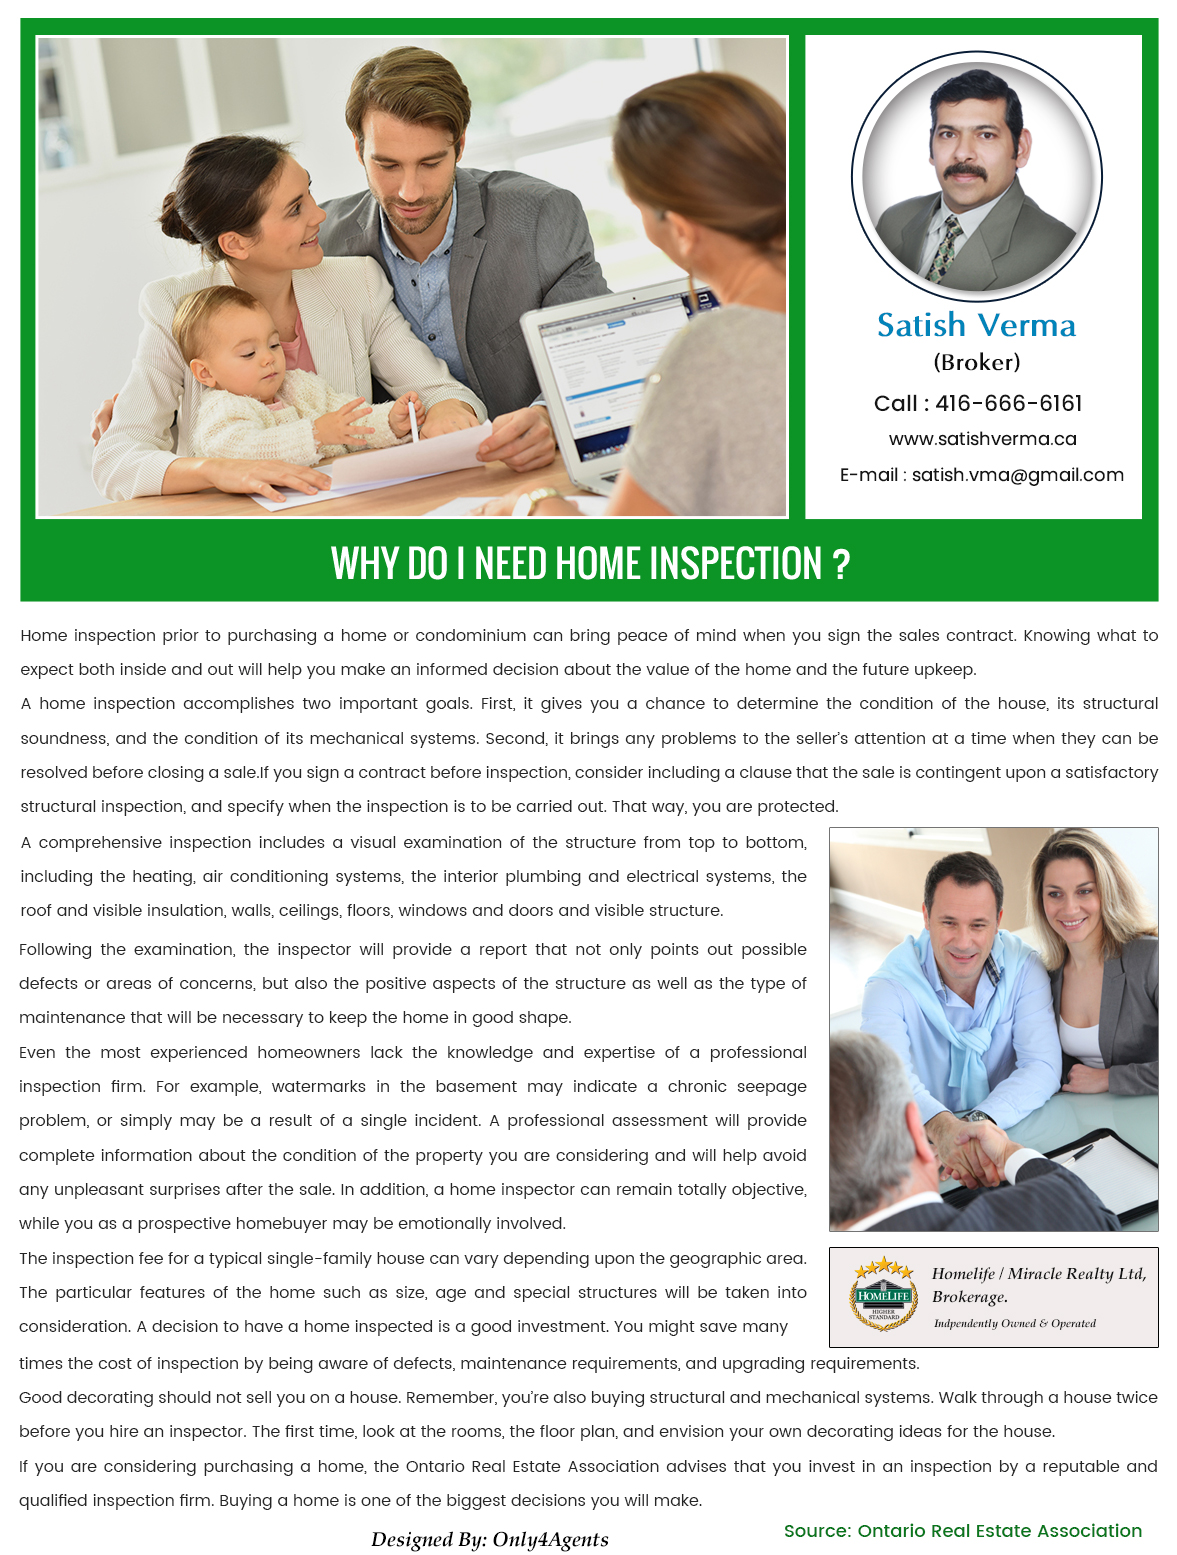 Satish Verma
(Broker)
Call : 416-666-6161
www.satishverma.ca
E-mail : satish.vma@gmail.com
WHY DO I NEED HOME INSPECTION ?
Home inspection prior to purchasing a home or condominium can bring peace of mind when you sign the sales contract. Knowing what to
expect both inside and out will help you make an informed decision about the value of the home and the future upkeep.
A home inspection accomplishes two important goals. First, it gives you a chance to determine the condition of the house, its structural
soundness, and the condition of its mechanical systems. Second, it brings any problems to the seller's attention at a time when they can be
resolved before closing a sale.If you sign a contract before inspection, consider including a clause that the sale is contingent upon a satisfactory
structural inspection, and specify when the inspection is to be carried out. That way, you are protected.
A comprehensive inspection includes a visual examination of the structure from top to bottom,
including the heating, air conditioning systems, the interior plumbing and electrical systems, the
roof and visible insulation, walls, ceilings, floors, windows and doors and visible structure.
Following the examination, the inspector will provide a report that not only points out possible
defects or areas of concerns, but also the positive aspects of the structure as well as the type of
maintenance that will be necessary to keep the home in good shape.
Even the most experienced homeowners lack the knowledge and expertise of a professional
inspection firm. For example, watermarks in the basement may indicate a chronic seepage
problem, or simply may be a result of a single incident. A professional assessment will provide
complete information about the condition of the property you are considering and will help avoid
any unpleasant surprises after the sale. In addition, a home inspector can remain totally objective,
while you as a prospective homebuyer may be emotionally involved.
The inspection fee for a typical single-family house can vary depending upon the geographic area.
The particular features of the home such as size, age and special structures will be taken into
consideration. A decision to have a home inspected is a good investment. You might save many
times the cost of inspection by being aware of defects, maintenance requirements, and upgrading requirements.
HOMELIFE
HIGHER
STANDARD
Homelife / Miracle Realty Ltd,
Brokerage.
Indpendently Owned & Operated
Good decorating should not sell you on a house. Remember, you're also buying structural and mechanical systems. Walk through a house twice
before you hire an inspector. The first time, look at the rooms, the floor plan, and envision your own decorating ideas for the house.
If you are considering purchasing a home, the Ontario Real Estate Association advises that you invest in an inspection by a reputable and
qualified inspection firm. Buying a home is one of the biggest decisions you will make.
Designed By: Only4Agents
Source: Ontario Real Estate Association